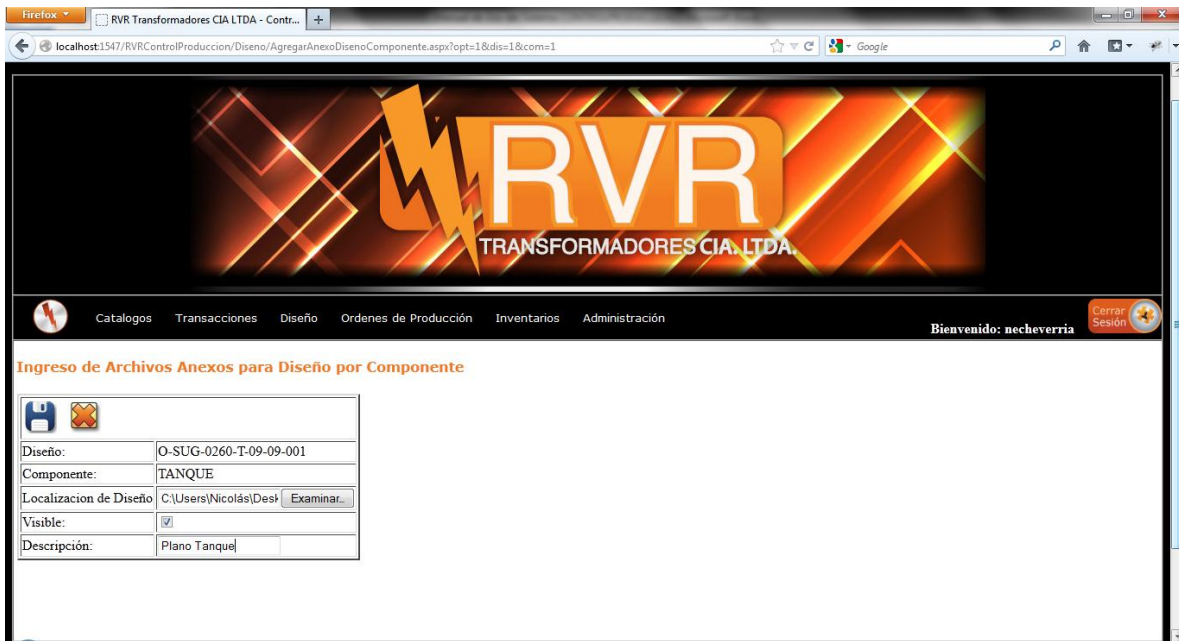 Firefox
RVR Transformadores CIA LTDA - Contr...
localhost:1547/RVRControlProduccion/Diseno/AgregarAnexoDisenoComponente.aspx?opt=1&dis=1&com=1
Google
RVR
TRANSFORMADORES CIA. LTDA.
Catalogos Transacciones Diseño Ordenes de Producción Inventarios Administración
Cerrar
Sesión
Bienvenido: necheverria
Ingreso de Archivos Anexos para Diseño por Componente
Diseño: O-SUG-0260-T-09-09-001
Componente: TANQUE
Localizacion de Diseño C:\Users\Nicolás\Desk Examinar...
Visible:
Descripción: Plano Tanque